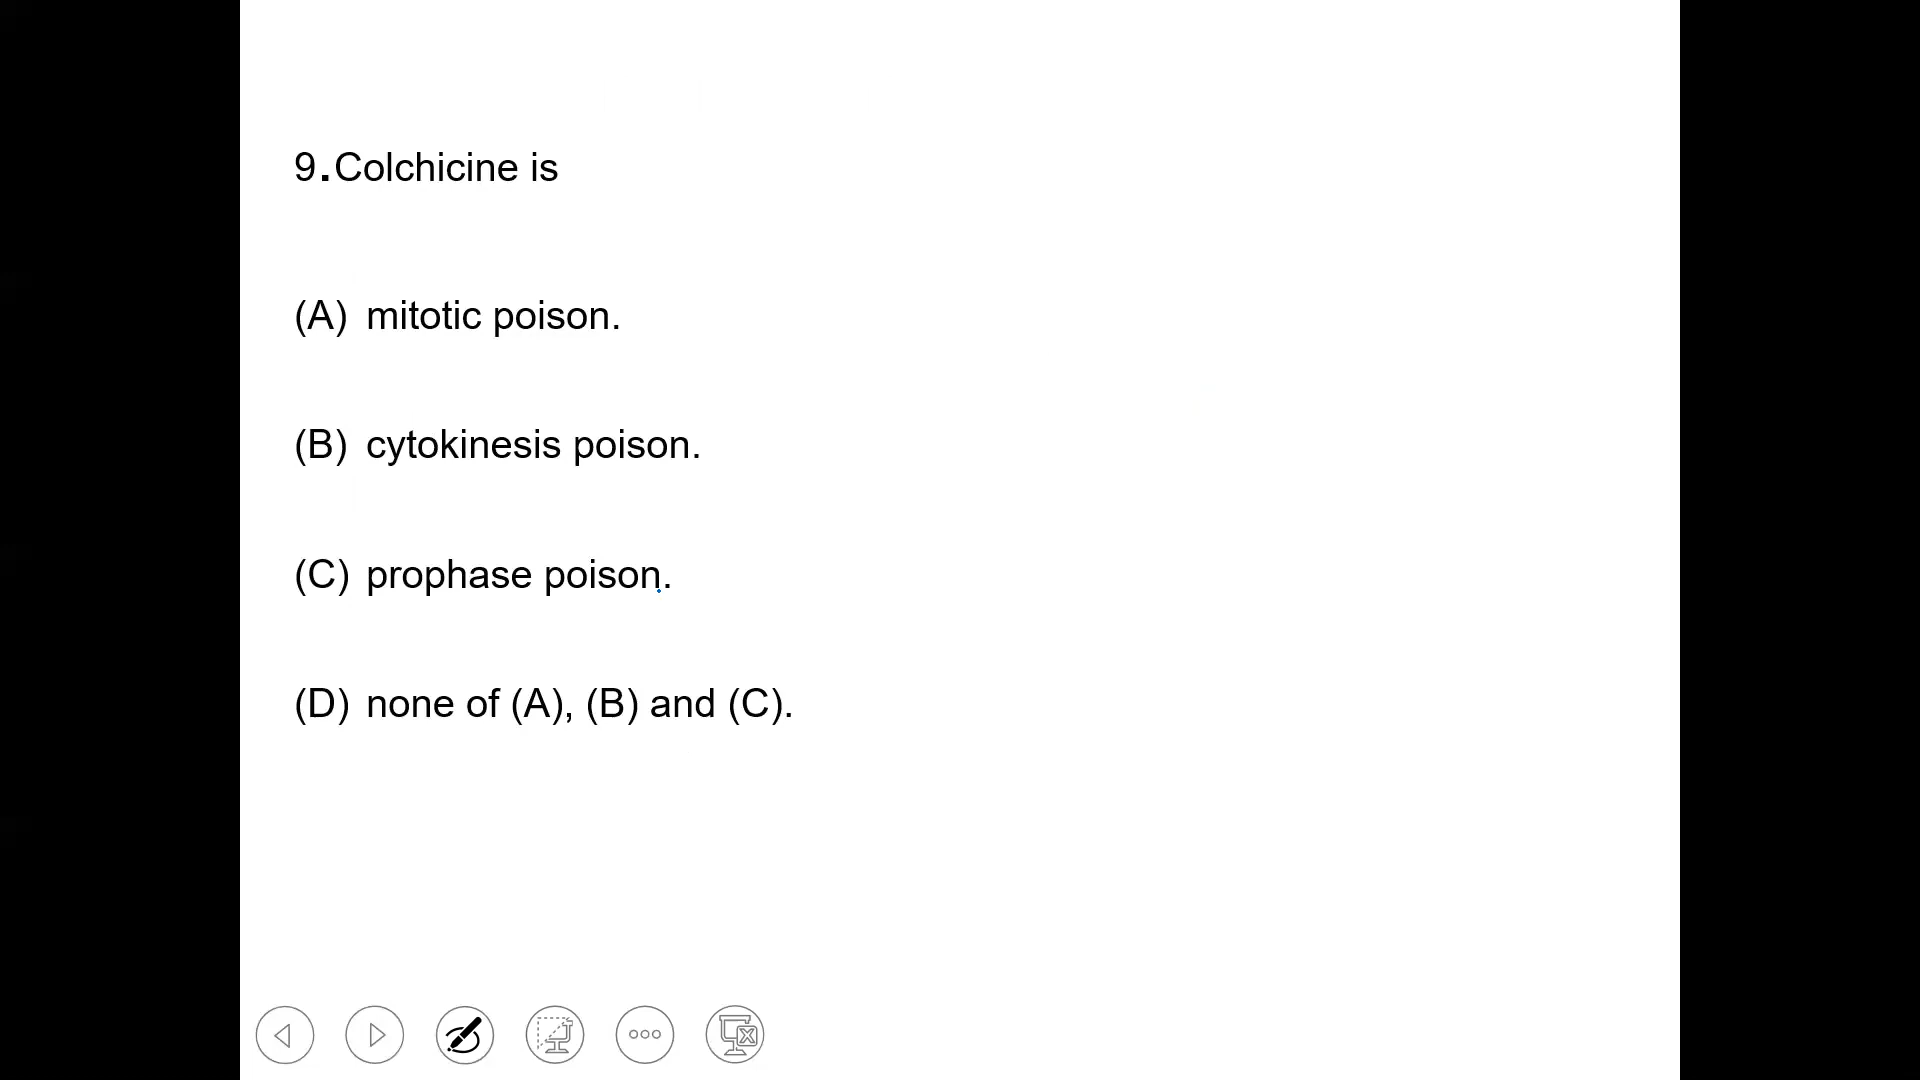 9.Colchicine is
(A) mitotic poison.
(B) cytokinesis poison.
(C) prophase poison.
(D) none of (A), (B) and (C).